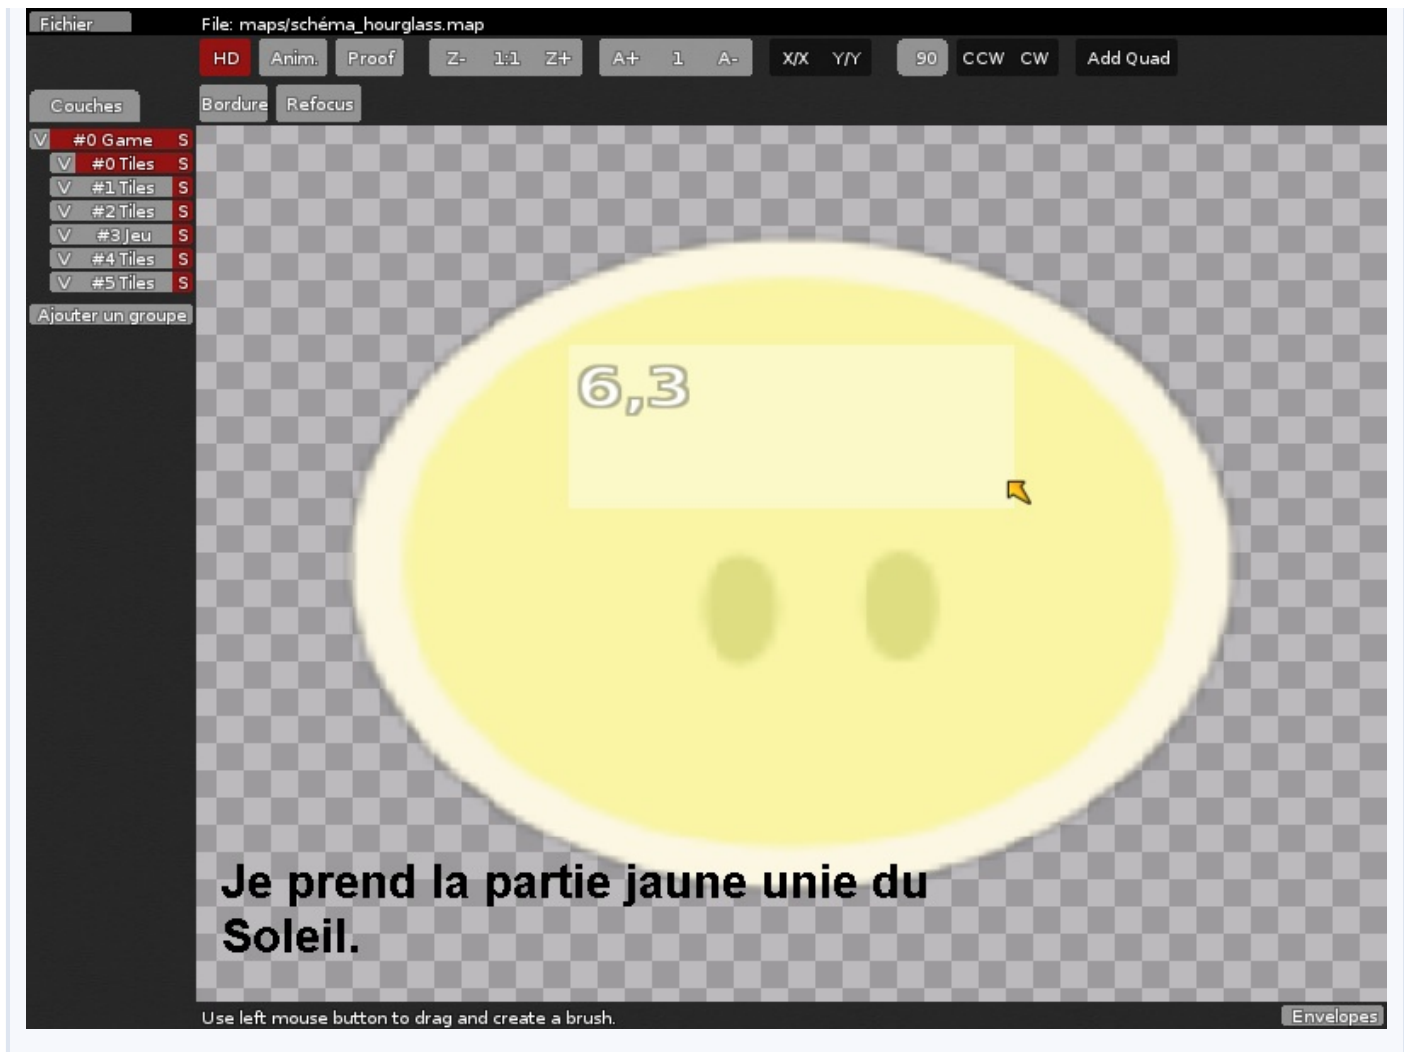 Fichier
File: maps/schéma_hourglass.map
HD Anim. Proof Z- 1:1 Z+ A+ 1 A- X/X Y/Y 90 CCW CW Add Quad
Couches
Bordure Refocus
V #0 Game S
V #0 Tiles S
V #1 Tiles S
V #2 Tiles S
V #3 Jeu S
V #4 Tiles S
V #5 Tiles S
Ajouter un groupe
6,3
Je prend la partie jaune unie du
Soleil.
Use left mouse button to drag and create a brush.
Envelopes